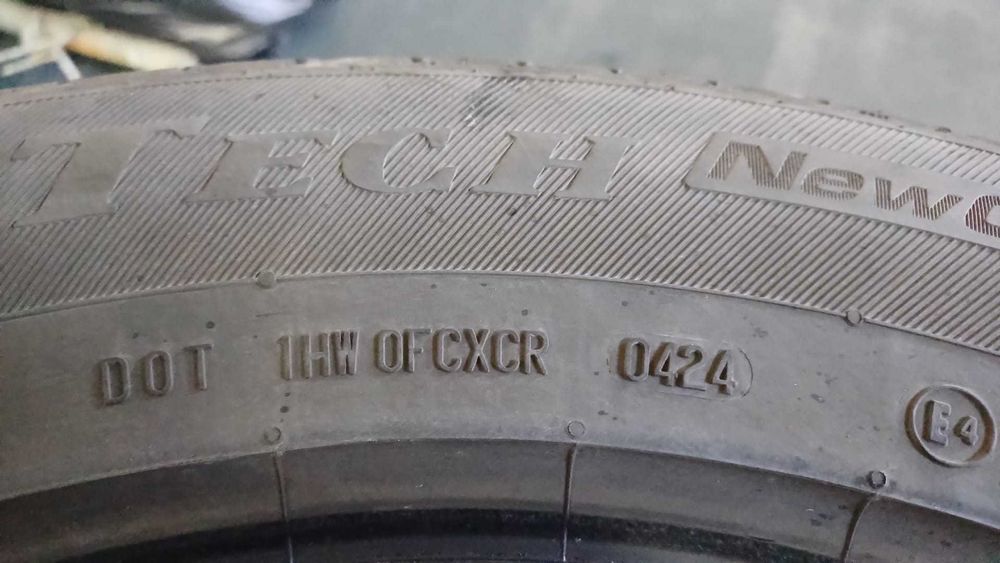 TECH New
DOT 1HW 0FCXCR 0424 E4